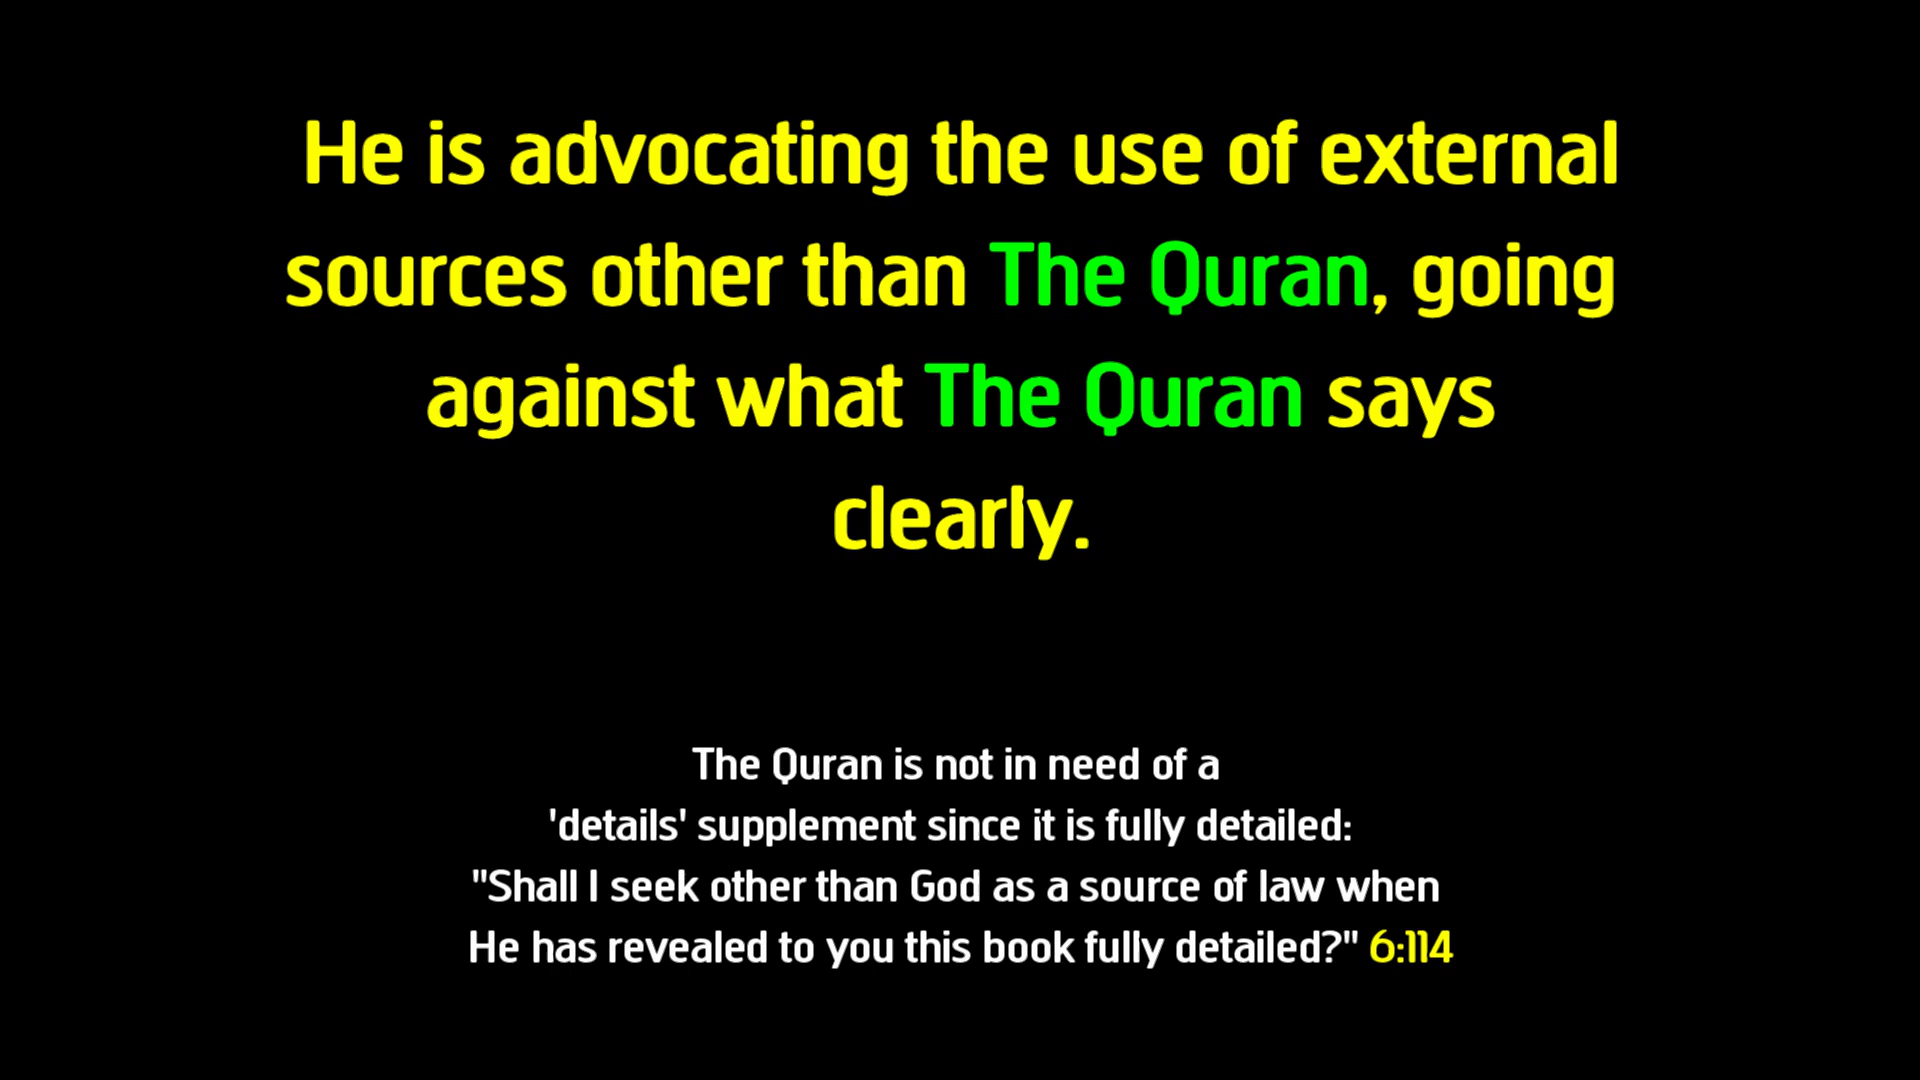 He is advocating the use of external
sources other than The Quran, going
against what The Quran says
clearly.
The Quran is not in need of a
'details' supplement since it is fully detailed:
"Shall I seek other than God as a source of law when
He has revealed to you this book fully detailed?" 6:114